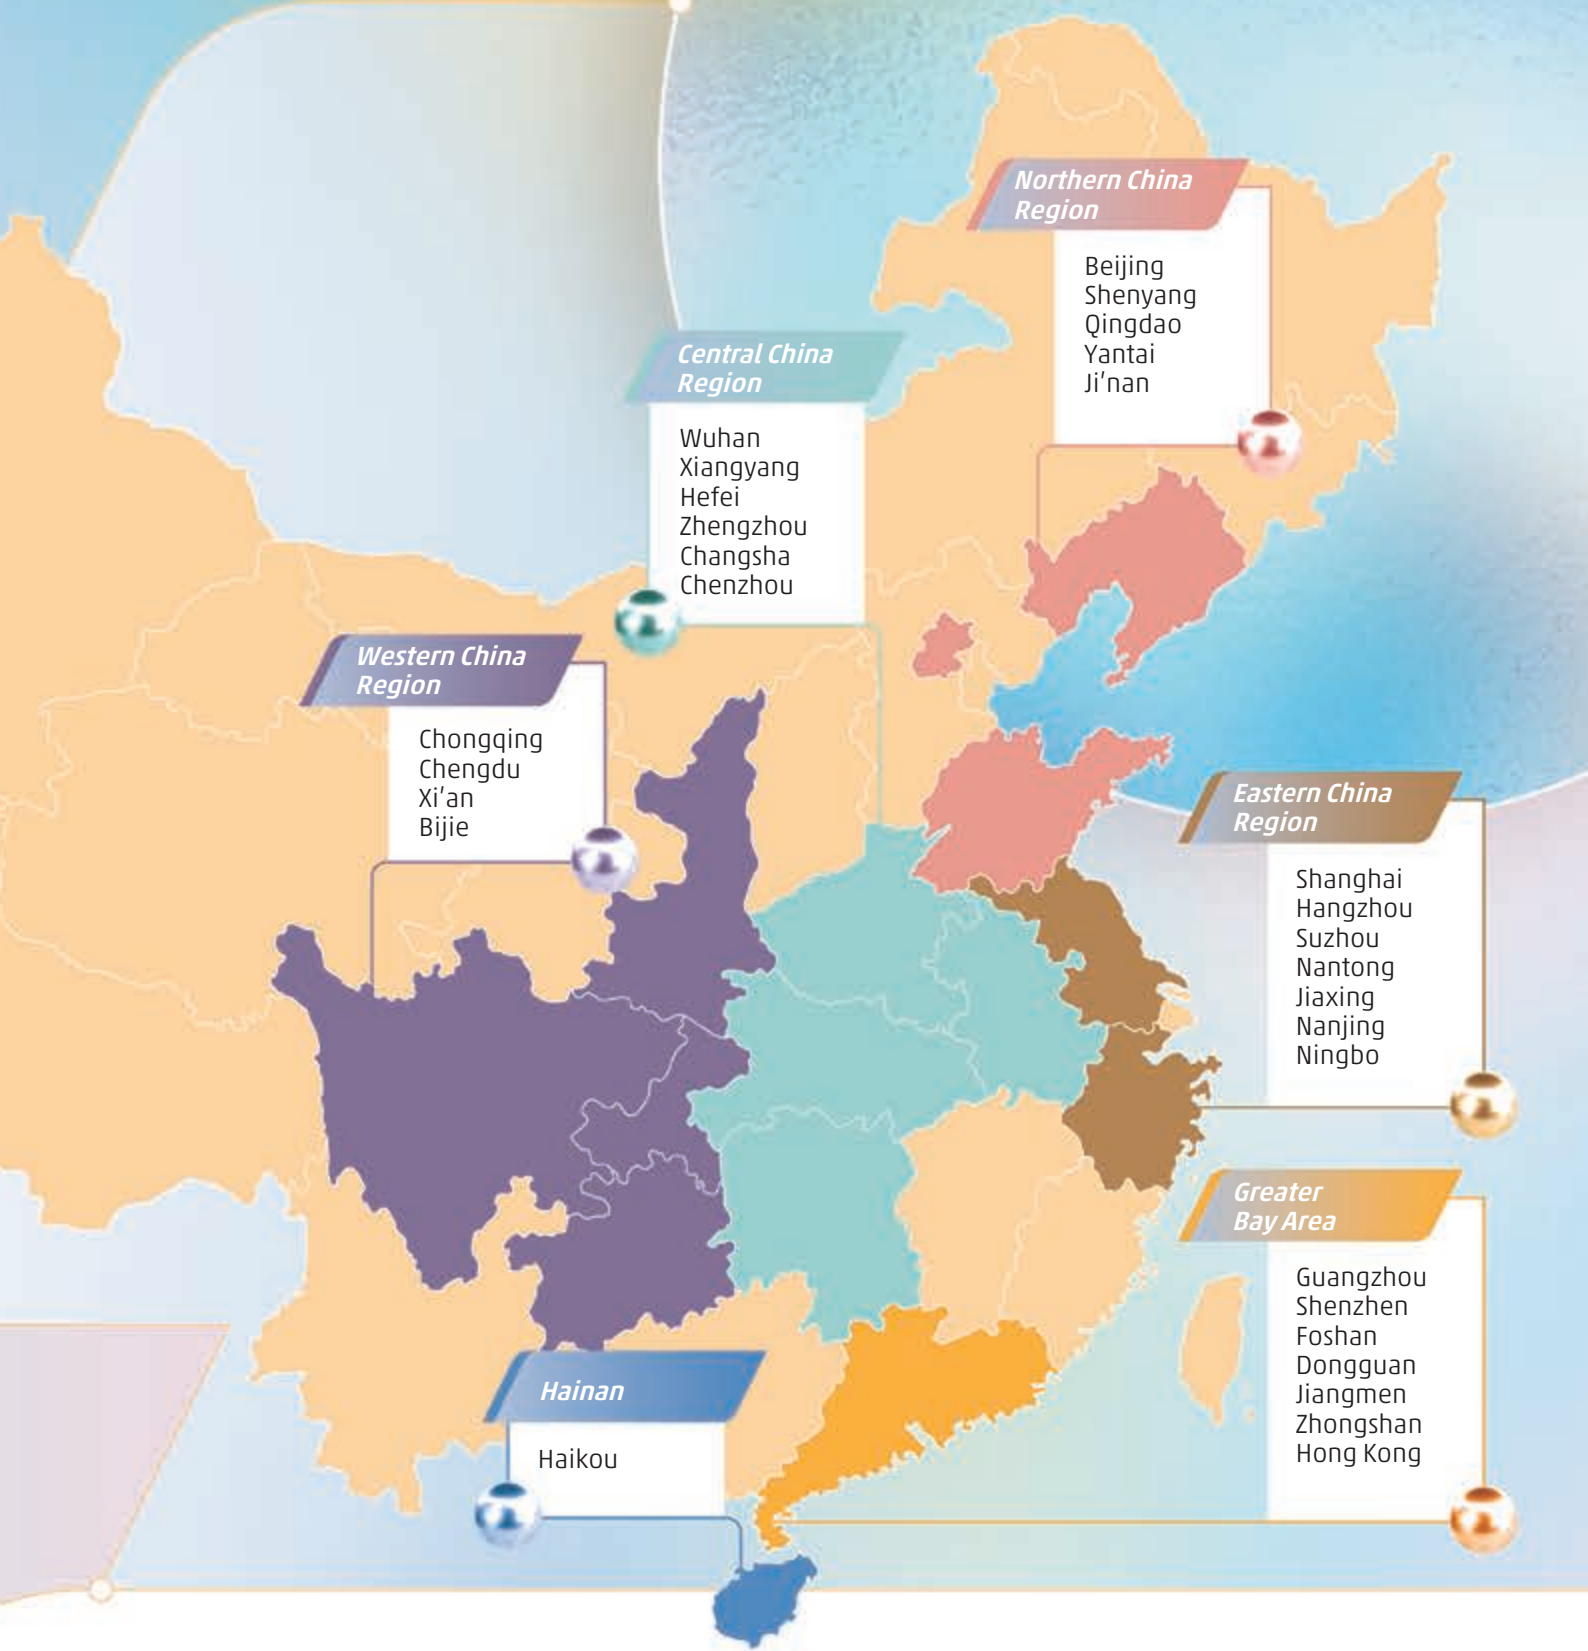 Northern China
Region
Beijing
Shenyang
Qingdao
Yantai
Ji'nan
Central China
Region
Wuhan
Xiangyang
Hefei
Zhengzhou
Changsha
Chenzhou
Western China
Region
Chongqing
Chengdu
Xi'an
Bijie
Eastern China
Region
Shanghai
Hangzhou
Suzhou
Nantong
Jiaxing
Nanjing
Ningbo
Greater
Bay Area
Guangzhou
Shenzhen
Foshan
Dongguan
Jiangmen
Zhongshan
Hong Kong
Hainan
Haikou